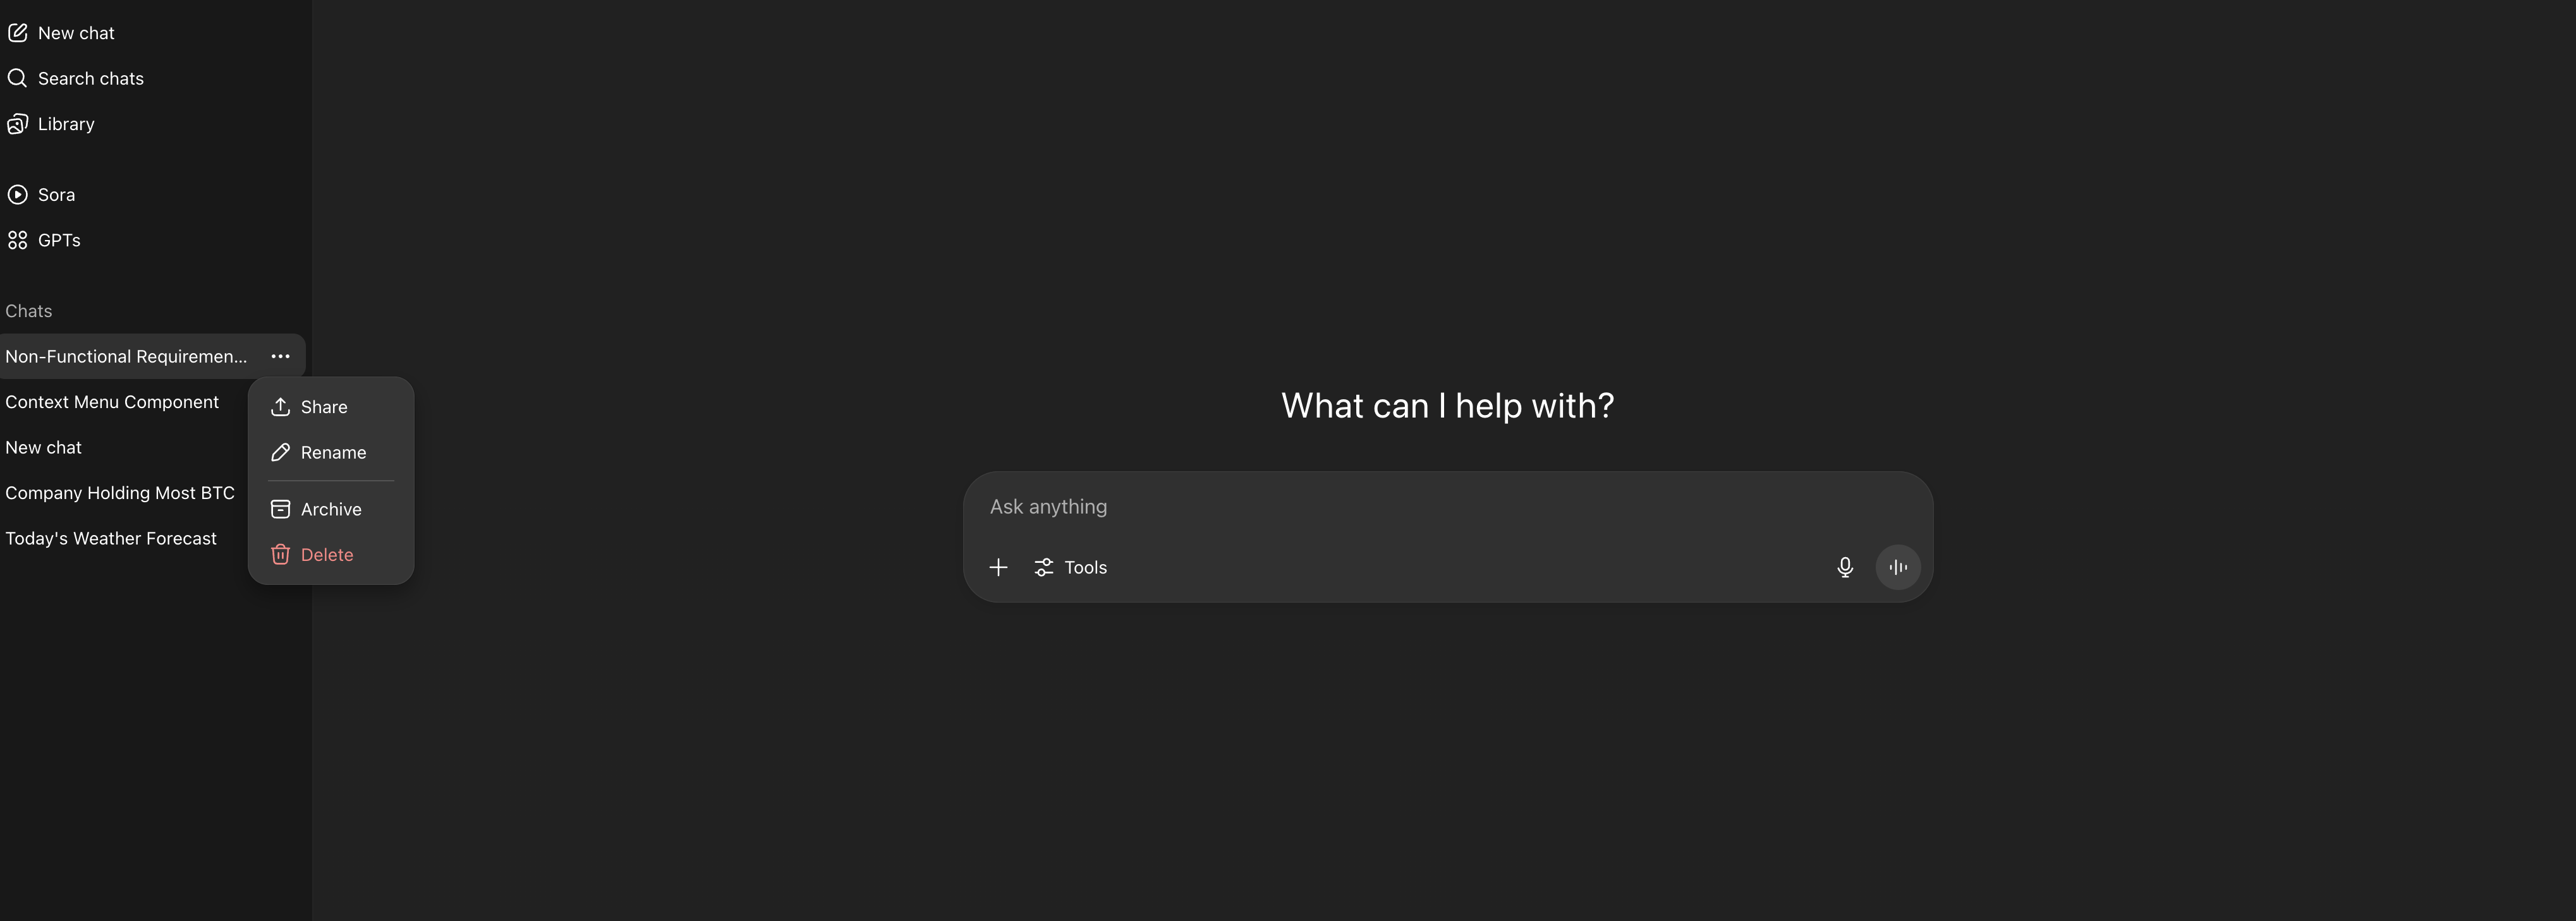 New chat
Search chats
Library
Sora
GPTs
Chats
Non-Functional Requiremen...
Context Menu Component
New chat
Company Holding Most BTC
Today's Weather Forecast
Share
Rename
Archive
Delete
What can I help with?
Ask anything
Tools